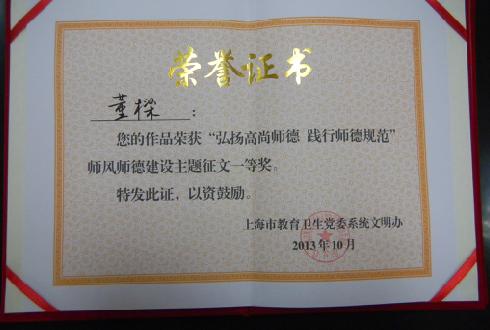 荣誉证书
董樑：
您的作品荣获“弘扬高尚师德 践行师德规范”
师风师德建设主题征文一等奖。
特发此证，以资鼓励。
上海市教育卫生党委系统文明办
2013年10月